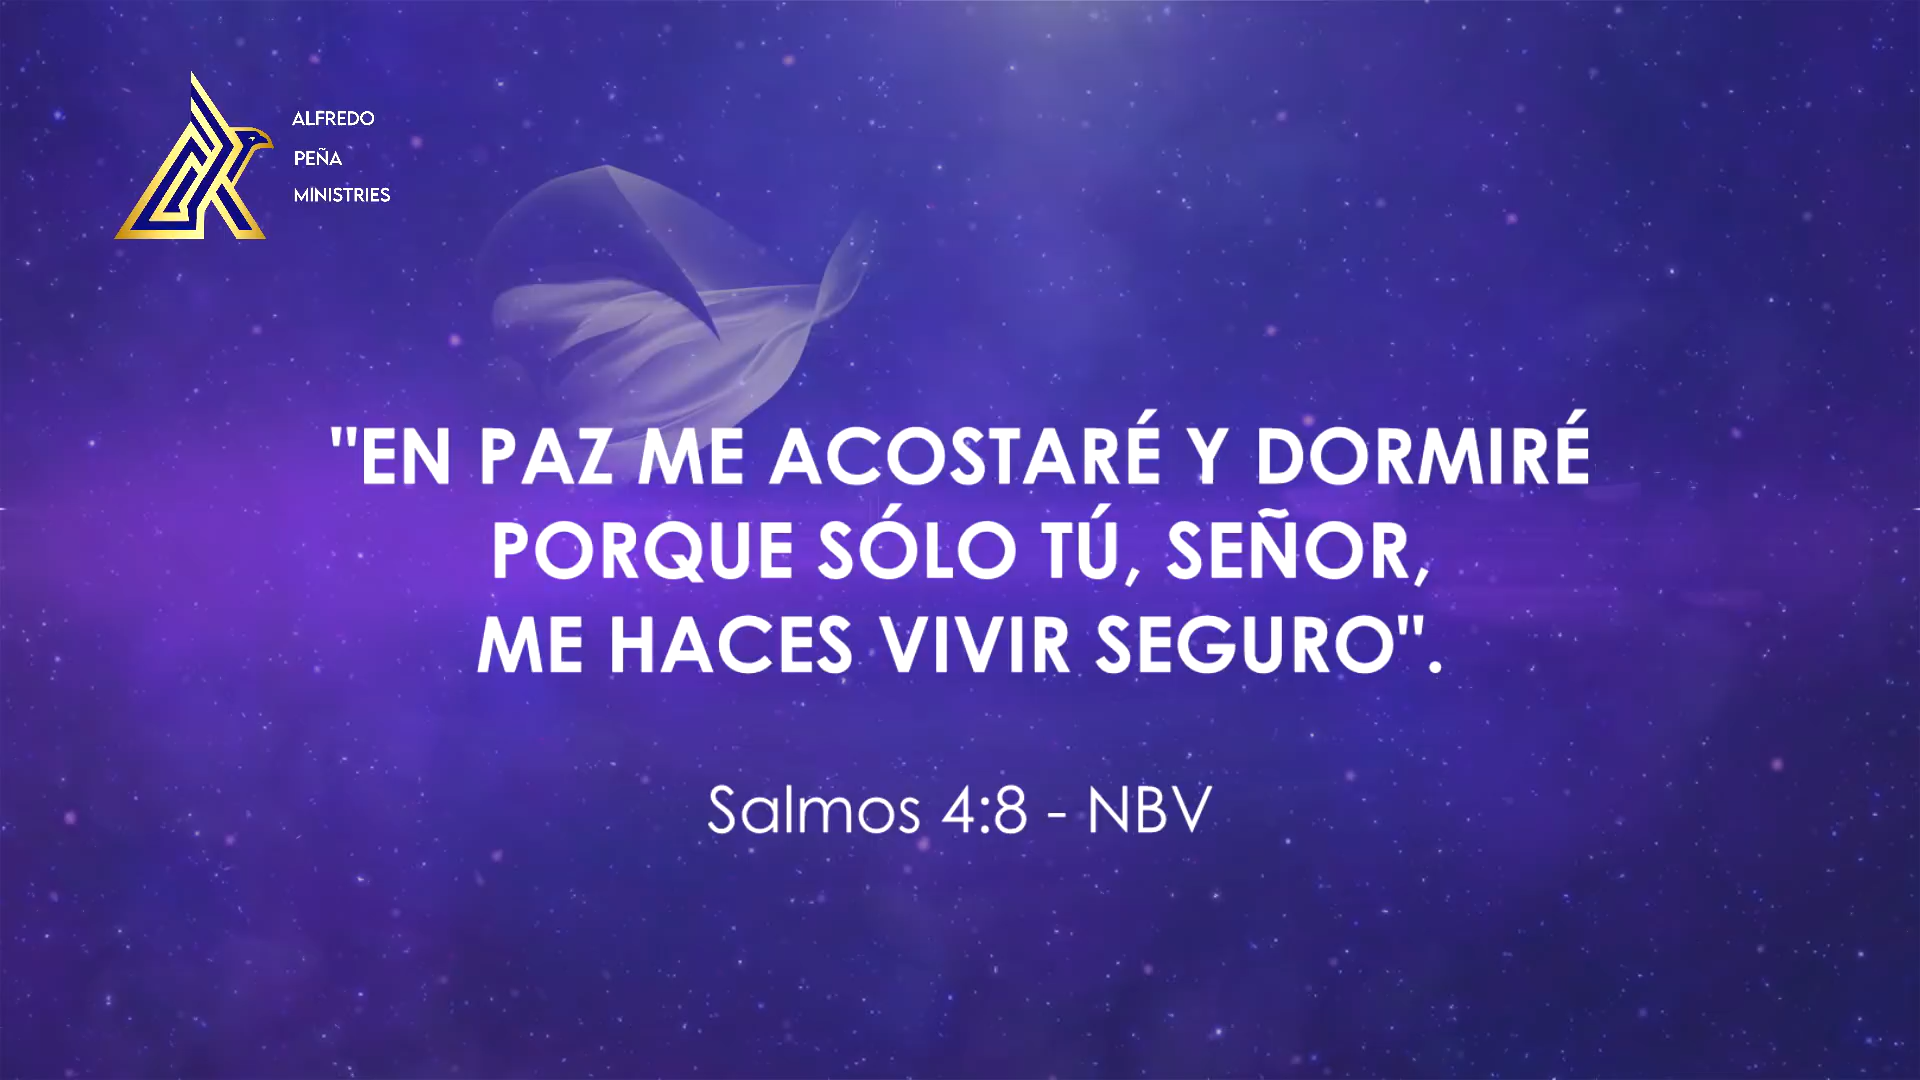 ALFREDO
PEÑA
MINISTRIES
"EN PAZ ME ACOSTARÉ Y DORMIRÉ
PORQUE SÓLO TÚ, SEÑOR,
ME HACES VIVIR SEGURO".
Salmos 4:8 - NBV